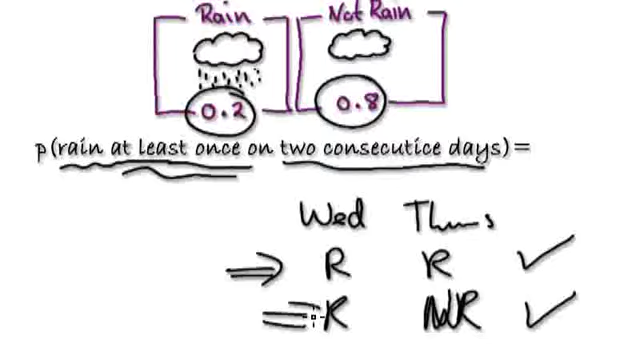 Rain Not Rain
0.2 0.8
p(rain at least once on two consecutice days) =
Wed Thurs
R R
R NR